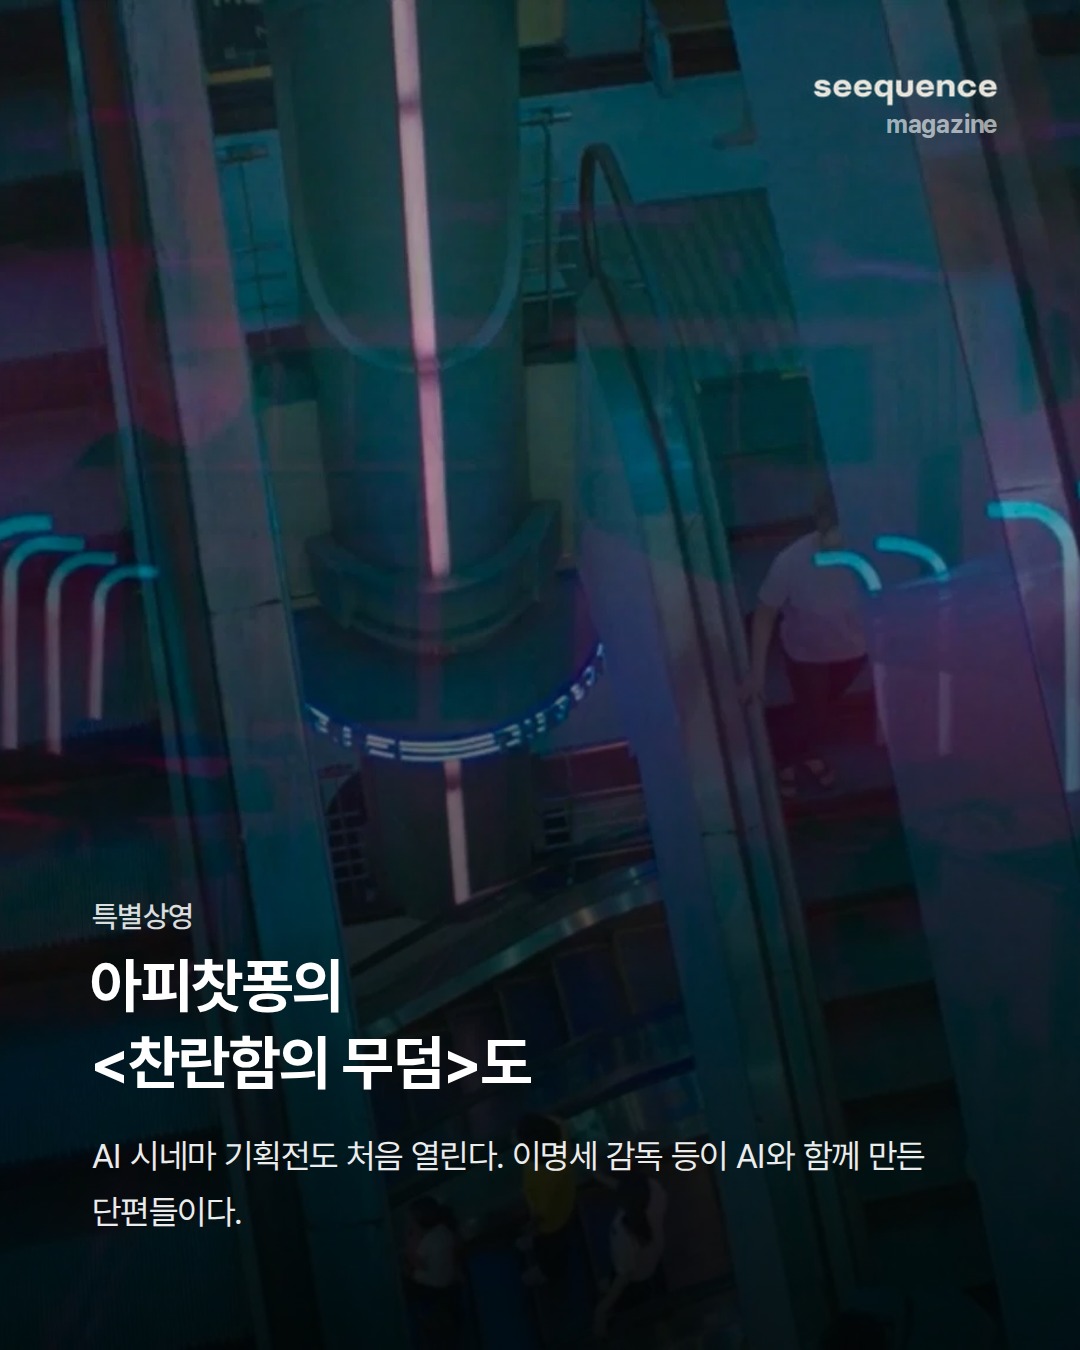 seequence
magazine
특별상영
아피찻퐁의
<찬란함의 무덤>도
AI 시네마 기획전도 처음 열린다. 이명세 감독 등이 AI와 함께 만든
단편들이다.